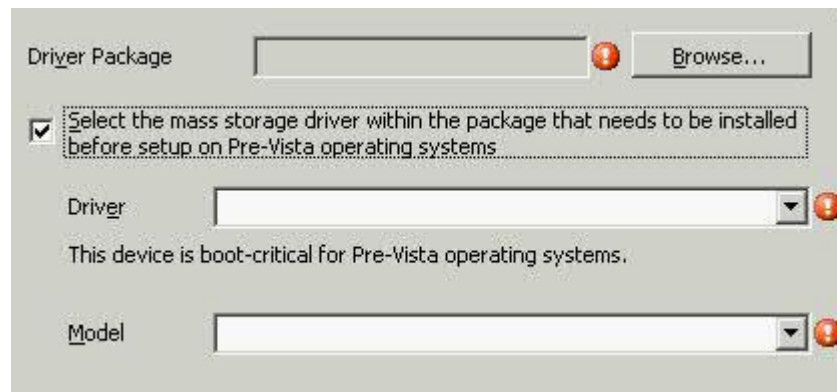 Driver Package
Browse...
Select the mass storage driver within the package that needs to be installed
before setup on Pre-Vista operating systems
Driver
This device is boot-critical for Pre-Vista operating systems.
Model